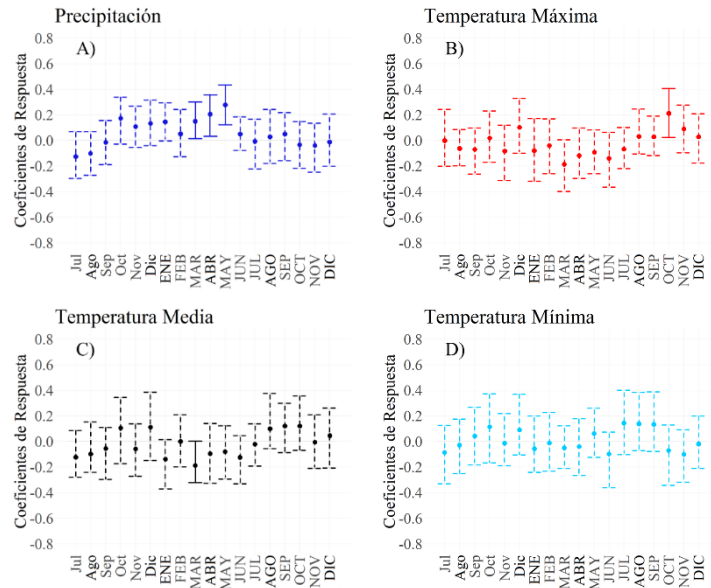 Precipitación
A)
Coeficientes de Respuesta
0.8
0.6
0.4
0.2
0.0
-0.2
-0.4
-0.6
-0.8
Jul Ago Sep Oct Nov Dic ENE FEB MAR ABR MAY JUN JUL AGO SEP OCT NOV DIC
Temperatura Máxima
B)
Coeficientes de Respuesta
0.8
0.6
0.4
0.2
0.0
-0.2
-0.4
-0.6
-0.8
Jul Ago Sep Oct Nov Dic ENE FEB MAR ABR MAY JUN JUL AGO SEP OCT NOV DIC
Temperatura Media
C)
Coeficientes de Respuesta
0.8
0.6
0.4
0.2
0.0
-0.2
-0.4
-0.6
-0.8
Jul Ago Sep Oct Nov Dic ENE FEB MAR ABR MAY JUN JUL AGO SEP OCT NOV DIC
Temperatura Mínima
D)
Coeficientes de Respuesta
0.8
0.6
0.4
0.2
0.0
-0.2
-0.4
-0.6
-0.8
Jul Ago Sep Oct Nov Dic ENE FEB MAR ABR MAY JUN JUL AGO SEP OCT NOV DIC